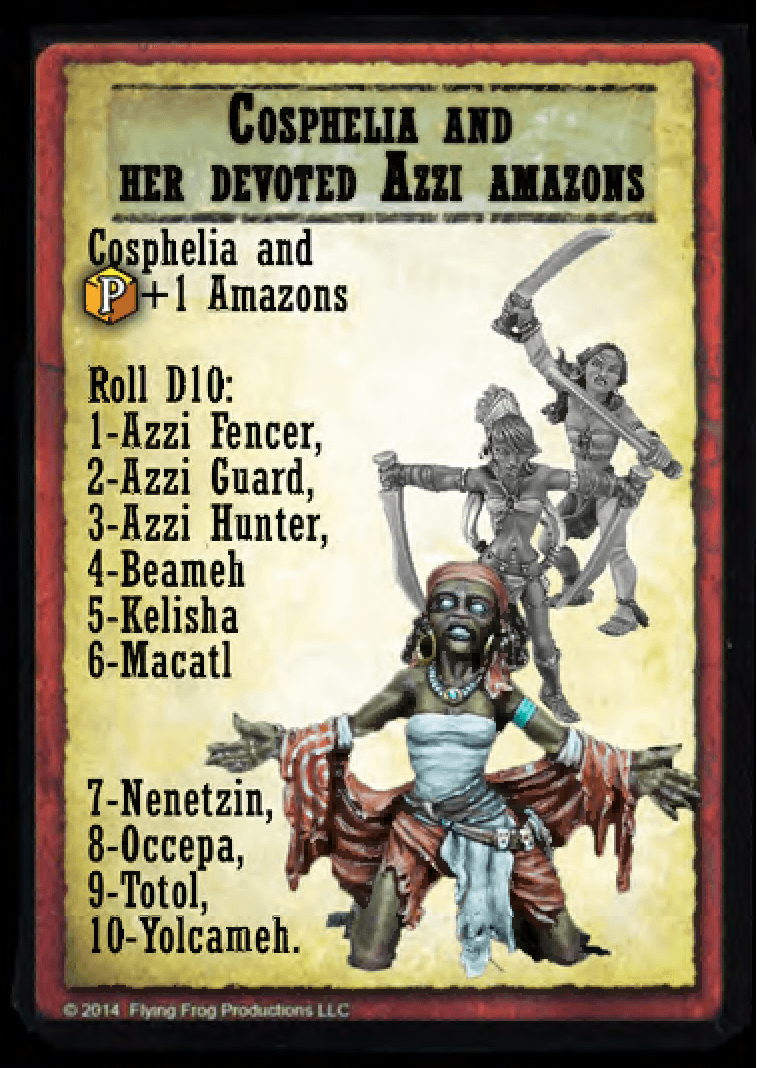 Cosphelia and
her devoted Azzi amazons
Cosphelia and
P+1 Amazons
Roll D10:
1-Azzi Fencer,
2-Azzi Guard,
3-Azzi Hunter,
4-Beameh
5-Kelisha
6-Macatl
7-Nenetzin,
8-Occepa,
9-Totol,
10-Yolcameh.
© 2014 Flying Frog Productions LLC